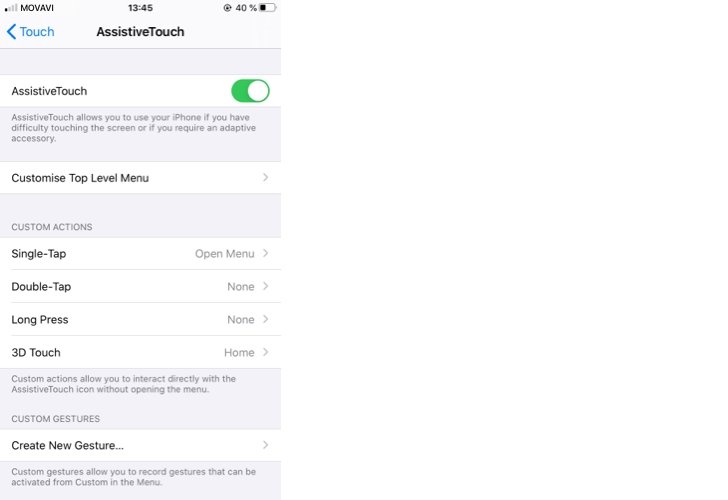 MOVAVI 13:45 40 %
Touch AssistiveTouch
AssistiveTouch
AssistiveTouch allows you to use your iPhone if you have
difficulty touching the screen or if you require an adaptive
accessory.
Customise Top Level Menu
CUSTOM ACTIONS
Single-Tap Open Menu
Double-Tap None
Long Press None
3D Touch Home
Custom actions allow you to interact directly with the
AssistiveTouch icon without opening the menu.
CUSTOM GESTURES
Create New Gesture...
Custom gestures allow you to record gestures that can be
activated from Custom in the Menu.